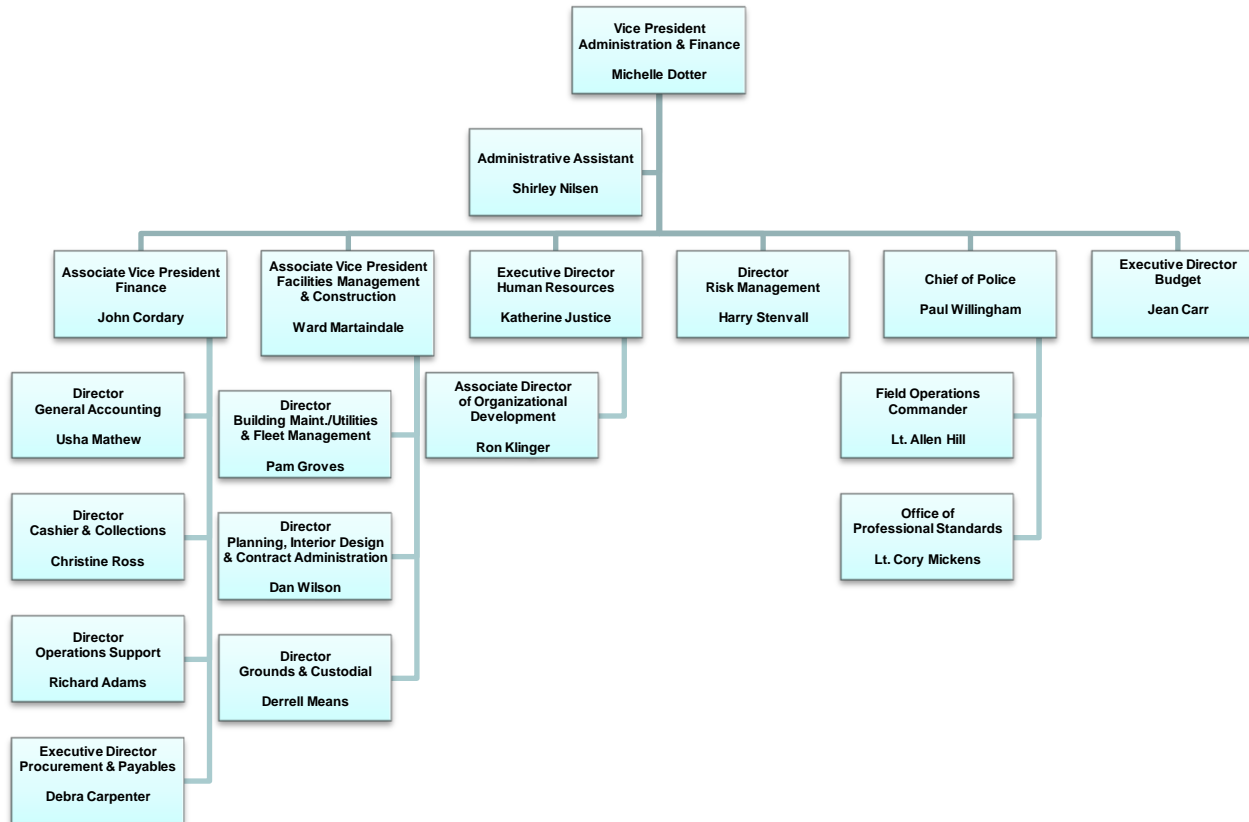 Vice President
Administration & Finance
Michelle Dotter
Administrative Assistant
Shirley Nilsen
Associate Vice President
Finance
John Cordary
Associate Vice President
Facilities Management
& Construction
Ward Martaindale
Executive Director
Human Resources
Katherine Justice
Director
Risk Management
Harry Stenvall
Chief of Police
Paul Willingham
Executive Director
Budget
Jean Carr
Director
General Accounting
Usha Mathew
Director
Cashier & Collections
Christine Ross
Director
Operations Support
Richard Adams
Executive Director
Procurement & Payables
Debra Carpenter
Director
Building Maint./Utilities
& Fleet Management
Pam Groves
Director
Planning, Interior Design
& Contract Administration
Dan Wilson
Director
Grounds & Custodial
Derrell Means
Associate Director
of Organizational
Development
Ron Klinger
Field Operations
Commander
Lt. Allen Hill
Office of
Professional Standards
Lt. Cory Mickens